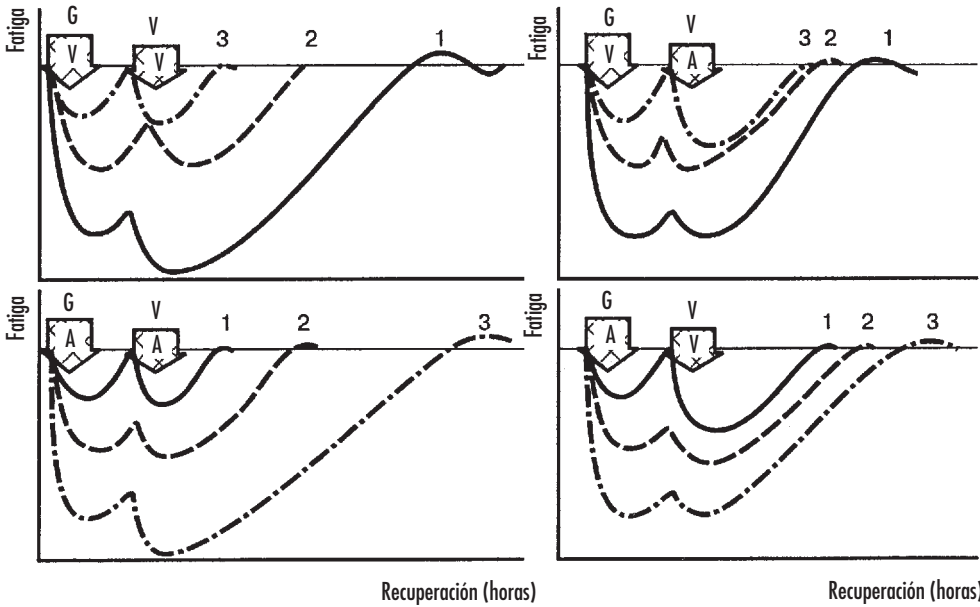 Fatiga
G
V
V
V
3
2
1
Fatiga
G
V
V
A
3 2 1
Fatiga
G
A
V
A
1
2
3
Fatiga
G
A
V
V
1 2 3
Recuperación (horas)
Recuperación (horas)